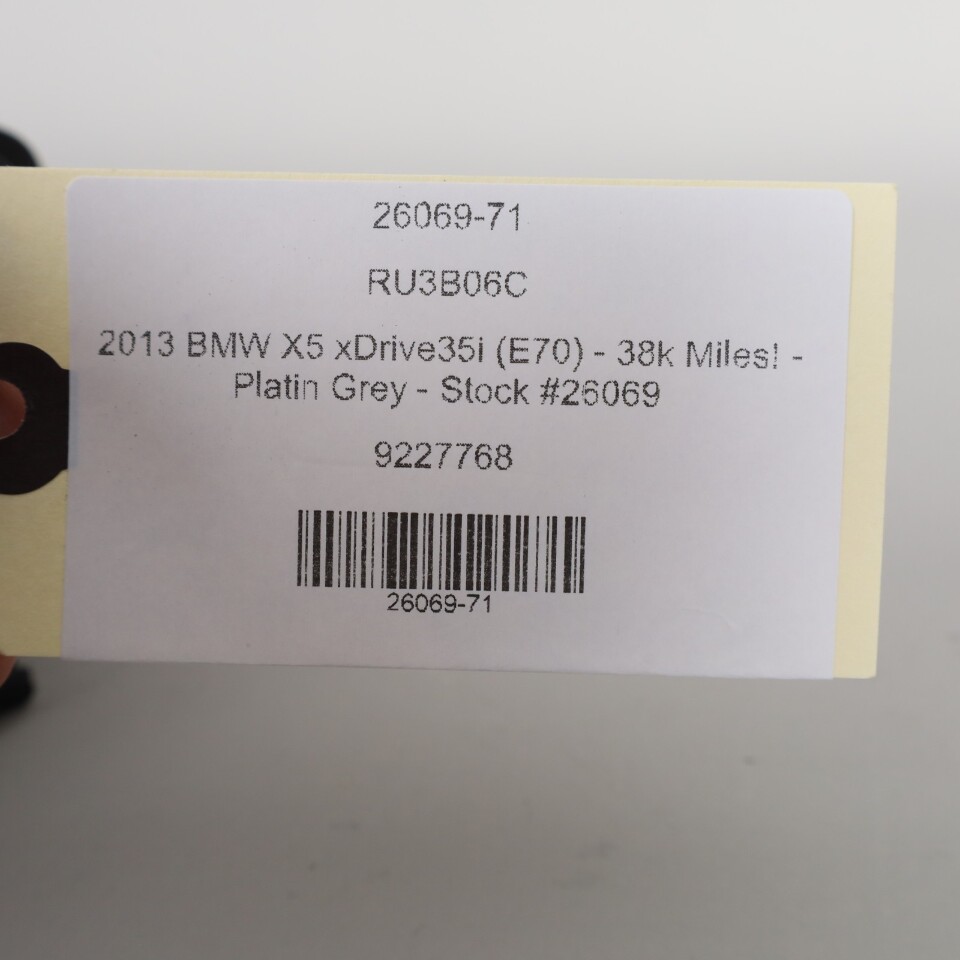 26069-71
RU3B06C
2013 BMW X5 xDrive35i (E70) - 38k Miles! -
Platin Grey - Stock #26069
9227768
26069-71